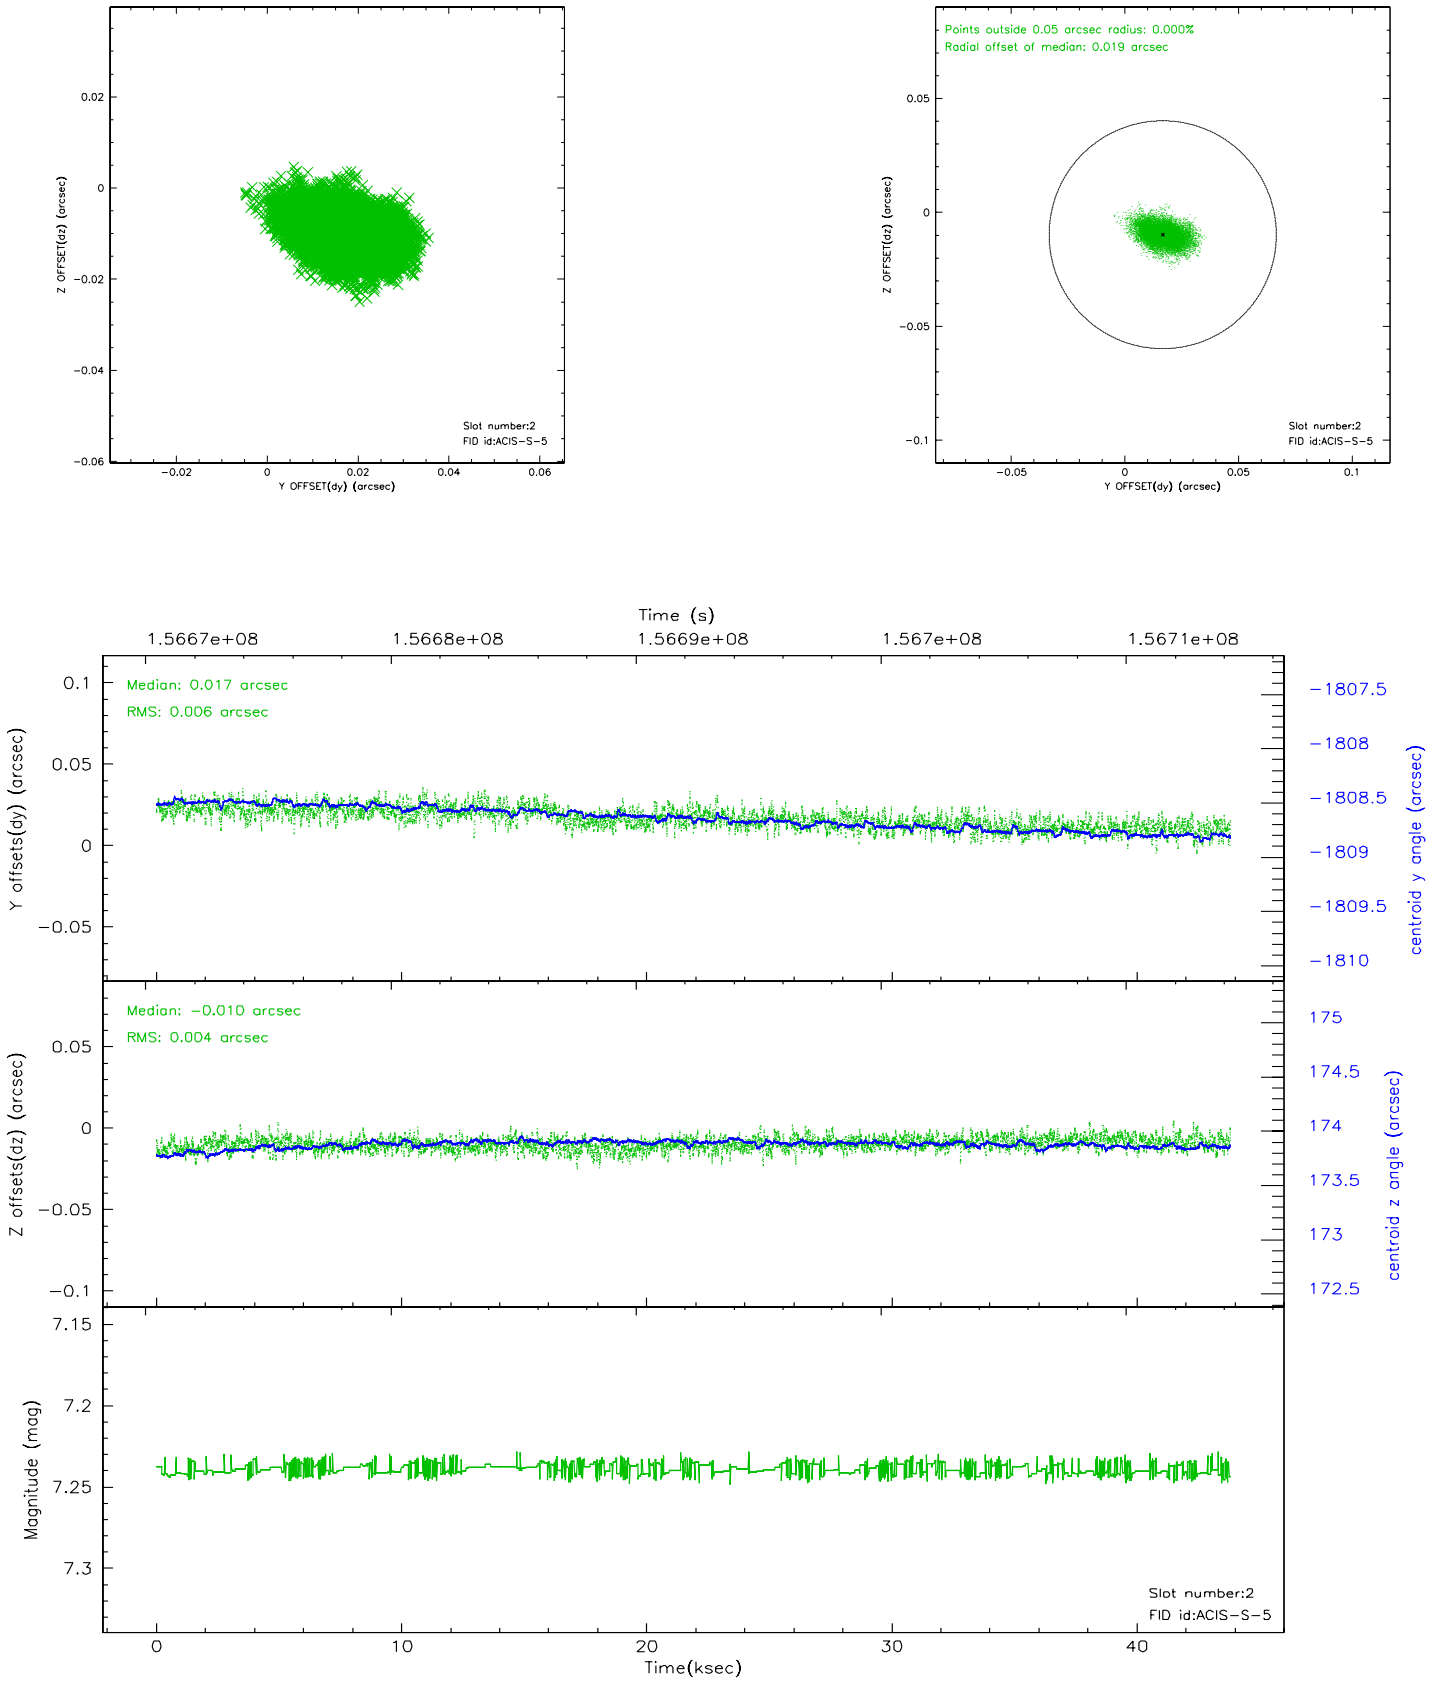 0.02
0
−0.02
−0.04
−0.06
Z OFFSET(dz) (arcsec)
Slot number:2
FID id:ACIS−S−5
−0.02
0
0.02
0.04
0.06
Y OFFSET(dy) (arcsec)
Points outside 0.05 arcsec radius: 0.000%
Radial offset of median: 0.019 arcsec
0.05
0
−0.05
−0.1
Z OFFSET(dz) (arcsec)
Slot number:2
FID id:ACIS−S−5
−0.05
0
0.05
0.1
Y OFFSET(dy) (arcsec)
Time (s)
1.5667e+08
1.5668e+08
1.5669e+08
1.567e+08
1.5671e+08
Median: 0.017 arcsec
RMS: 0.006 arcsec
0.1
0.05
0
−0.05
Y offsets(dy) (arcsec)
−1807.5
−1808
−1808.5
−1809
−1809.5
−1810
centroid y angle (arcsec)
Median: −0.010 arcsec
RMS: 0.004 arcsec
0.05
0
−0.05
−0.1
Z offsets(dz) (arcsec)
175
174.5
174
173.5
173
172.5
centroid z angle (arcsec)
7.15
7.2
7.25
7.3
Magnitude (mag)
Slot number:2
FID id:ACIS−S−5
0
10
20
30
40
Time(ksec)